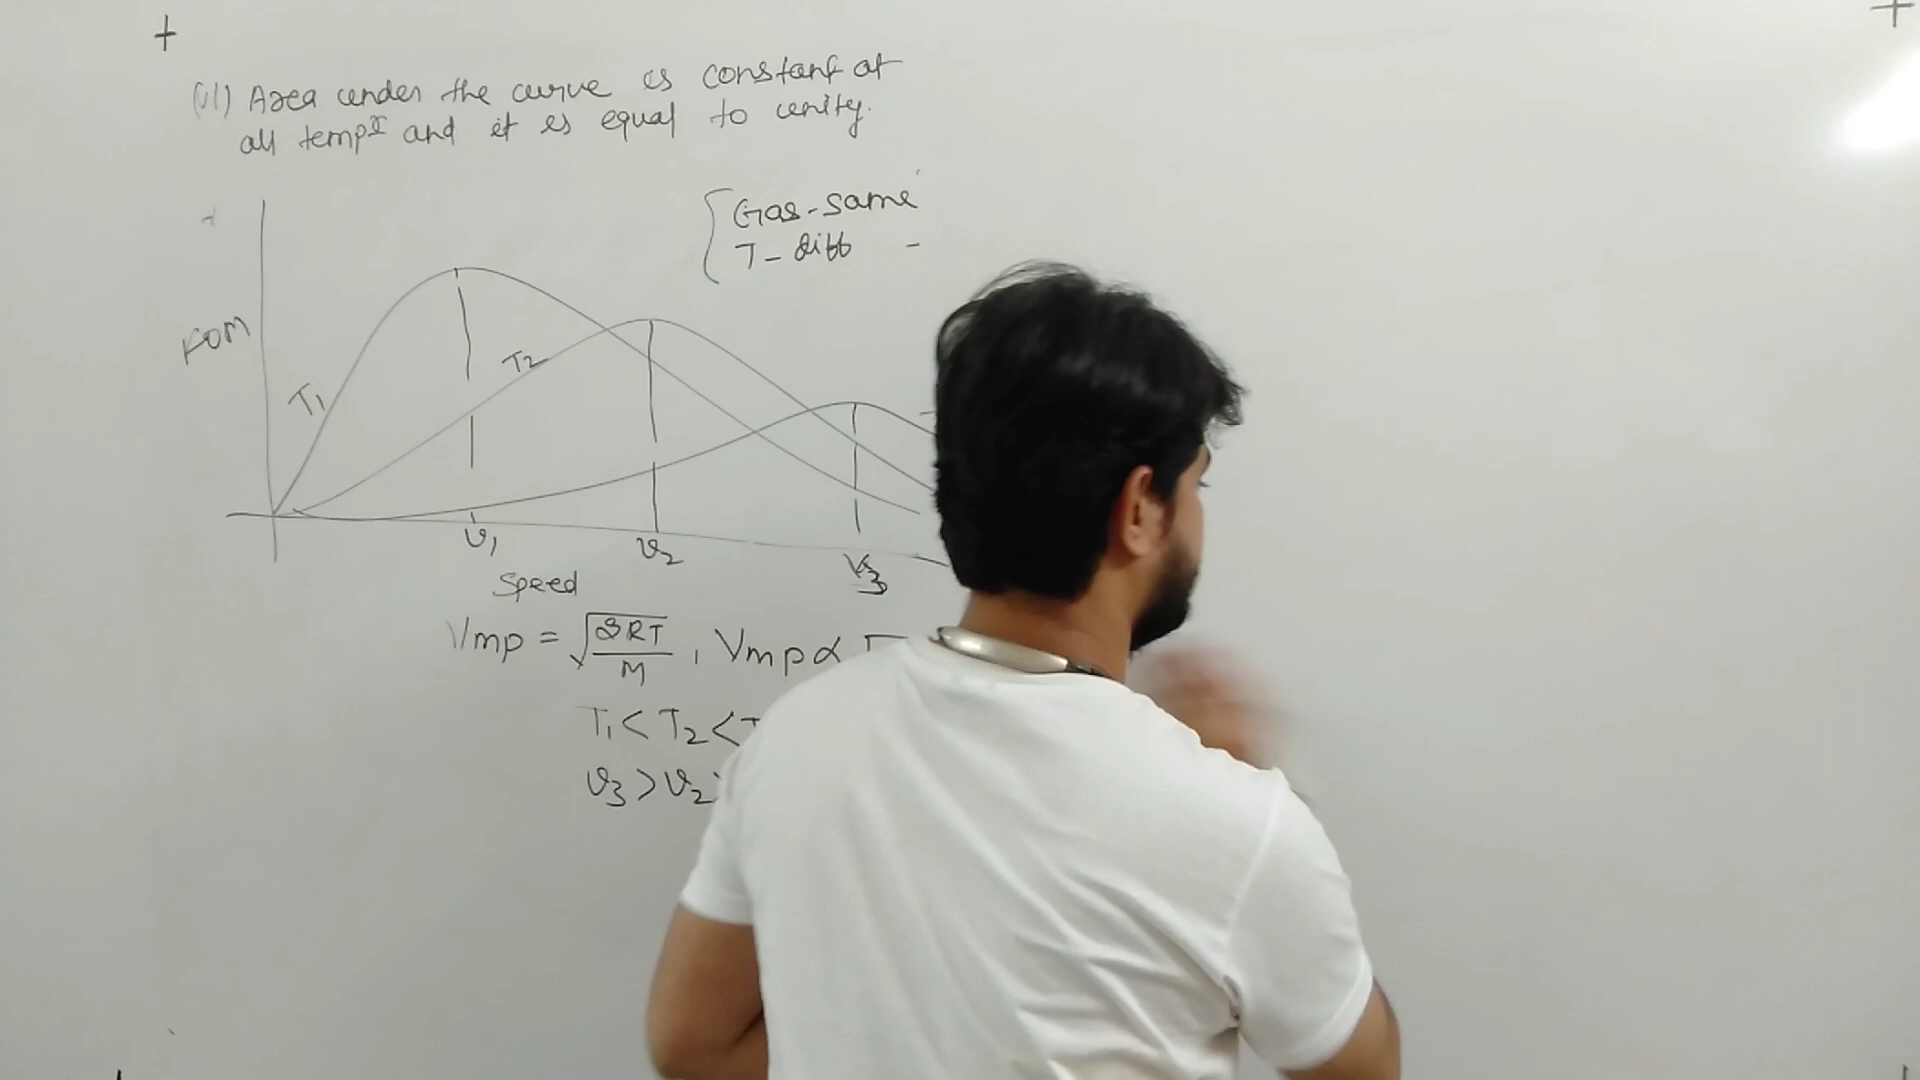 (VI) Area under the curve is constant at
all tempr and it is equal to unity.
Gas - same
T - diff -
FOM
T1
T2
v1
v2
V3
Speed
Vmp = √2RT/M , Vmp α √
T1 < T2 <
v3 > v2